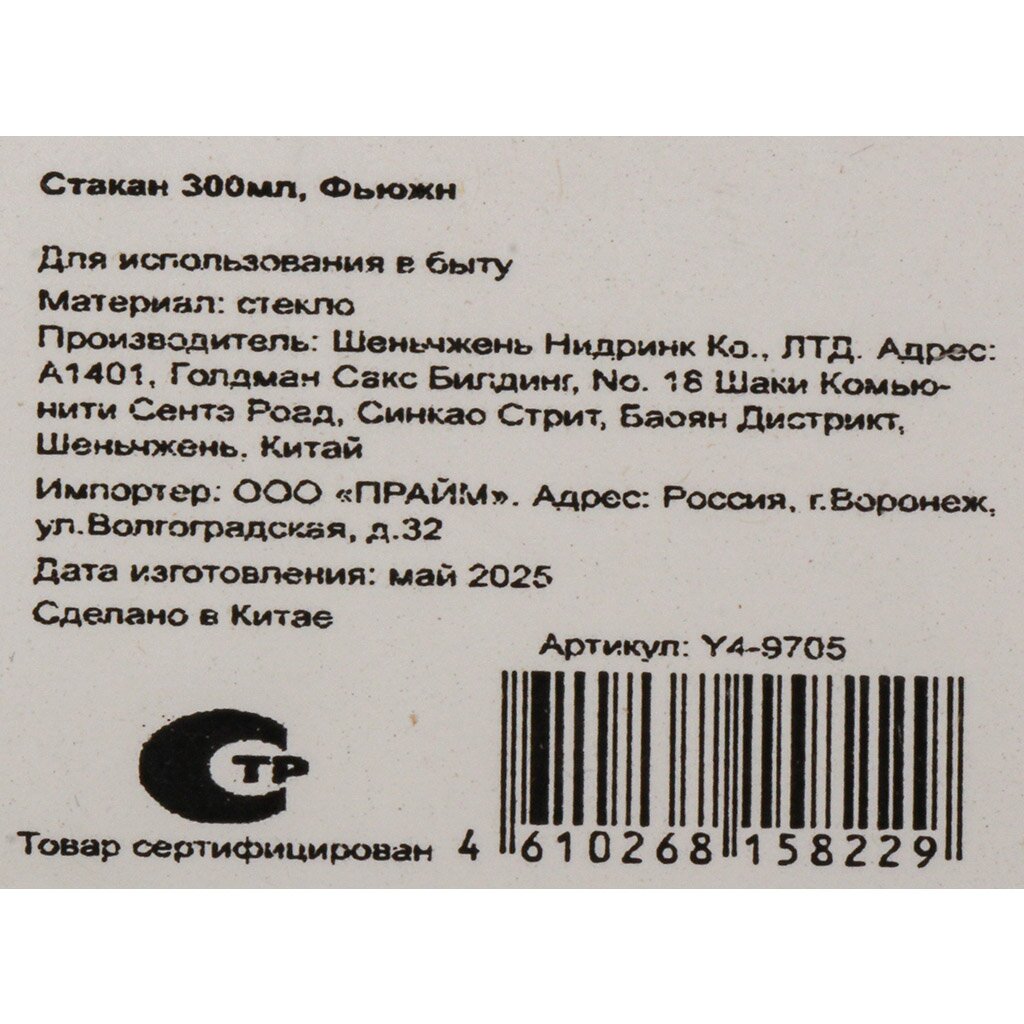 Стакан 300мл, Фьюжн
Для использования в быту
Материал: стекло
Производитель: Шеньчжень Нидринк Ко., ЛТД. Адрес:
А1401, Голдман Сакс Билдинг, No. 18 Шаки Комью-
нити Сентэ Роад, Синкао Стрит, Баоян Дистрикт,
Шеньчжень. Китай
Импортер: ООО «ПРАЙМ». Адрес: Россия, г.Воронеж,
ул.Волгоградская, д.32
Дата изготовления: май 2025
Сделано в Китае
Артикул: Y4-9705
СТР
Товар сертифицирован
4 610268 158229